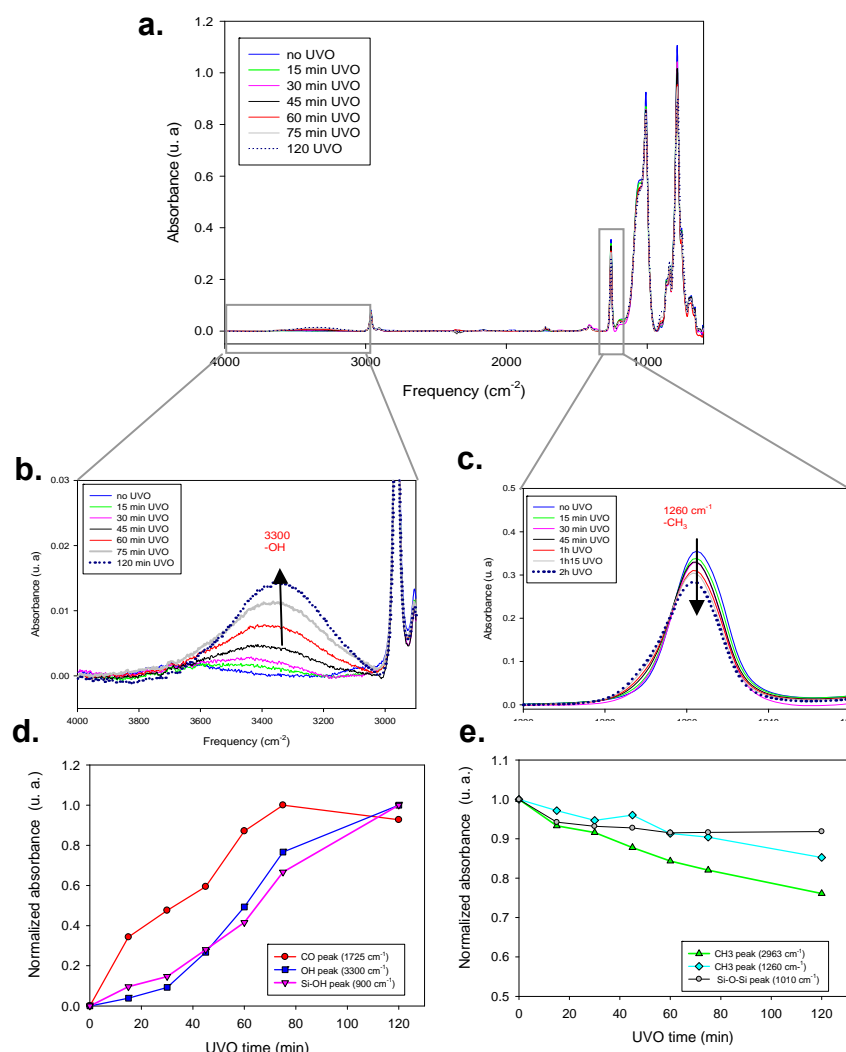 a.
no UVO
15 min UVO
30 min UVO
45 min UVO
60 min UVO
75 min UVO
120 UVO
Absorbance (u. a)
1.2
1.0
0.8
0.6
0.4
0.2
0.0
4000 3000 2000 1000
Frequency (cm-2)
b.
no UVO
15 min UVO
30 min UVO
45 min UVO
60 min UVO
75 min UVO
120 min UVO
3300
-OH
Absorbance (u. a)
0.03
0.02
0.01
0.00
4000 3800 3600 3400 3200 3000
Frequency (cm-2)
c.
no UVO
15 min UVO
30 min UVO
45 min UVO
1h UVO
1h15 UVO
2h UVO
1260 cm-1
-CH3
Absorbance (u. a)
0.5
0.4
0.3
0.2
0.1
0.0
d.
Normalized absorbance (u. a.)
1.2
1.0
0.8
0.6
0.4
0.2
0.0
CO peak (1725 cm-1)
OH peak (3300 cm-1)
Si-OH peak (900 cm-1)
0 20 40 60 80 100 120
UVO time (min)
e.
Normalized absorbance (u. a.)
1.1
1.0
0.9
0.8
0.7
0.6
0.5
CH3 peak (2963 cm-1)
CH3 peak (1260 cm-1)
Si-O-Si peak (1010 cm-1)
0 20 40 60 80 100 120
UVO time (min)